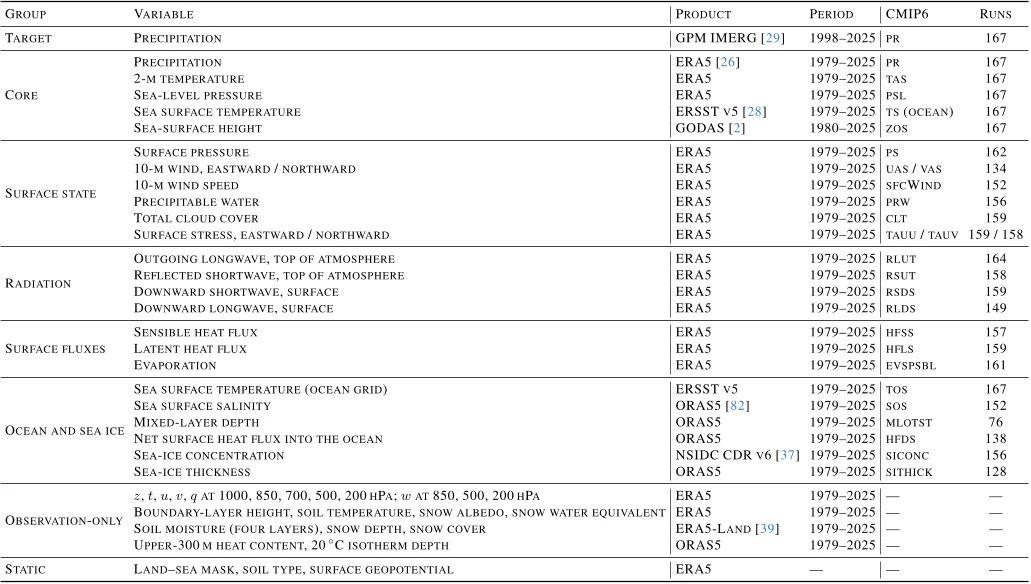 GROUP VARIABLE PRODUCT PERIOD CMIP6 RUNS
TARGET PRECIPITATION GPM IMERG [29] 1998–2025 PR 167
PRECIPITATION ERA5 [26] 1979–2025 PR 167
2-M TEMPERATURE ERA5 1979–2025 TAS 167
CORE SEA-LEVEL PRESSURE ERA5 1979–2025 PSL 167
SEA SURFACE TEMPERATURE ERSST V5 [28] 1979–2025 TS (OCEAN) 167
SEA-SURFACE HEIGHT GODAS [2] 1980–2025 ZOS 167
SURFACE PRESSURE ERA5 1979–2025 PS 162
10-M WIND, EASTWARD / NORTHWARD ERA5 1979–2025 UAS / VAS 134
10-M WIND SPEED ERA5 1979–2025 SFCWIND 152
SURFACE STATE
PRECIPITABLE WATER ERA5 1979–2025 PRW 156
TOTAL CLOUD COVER ERA5 1979–2025 CLT 159
SURFACE STRESS, EASTWARD / NORTHWARD ERA5 1979–2025 TAUU / TAUV 159 / 158
OUTGOING LONGWAVE, TOP OF ATMOSPHERE ERA5 1979–2025 RLUT 164
REFLECTED SHORTWAVE, TOP OF ATMOSPHERE ERA5 1979–2025 RSUT 158
RADIATION
DOWNWARD SHORTWAVE, SURFACE ERA5 1979–2025 RSDS 159
DOWNWARD LONGWAVE, SURFACE ERA5 1979–2025 RLDS 149
SENSIBLE HEAT FLUX ERA5 1979–2025 HFSS 157
SURFACE FLUXES LATENT HEAT FLUX ERA5 1979–2025 HFLS 159
EVAPORATION ERA5 1979–2025 EVSPSBL 161
SEA SURFACE TEMPERATURE (OCEAN GRID) ERSST V5 1979–2025 TOS 167
SEA SURFACE SALINITY ORAS5 [82] 1979–2025 SOS 152
MIXED-LAYER DEPTH ORAS5 1979–2025 MLOTST 76
OCEAN AND SEA ICE
NET SURFACE HEAT FLUX INTO THE OCEAN ORAS5 1979–2025 HFDS 138
SEA-ICE CONCENTRATION NSIDC CDR V6 [37] 1979–2025 SICONC 156
SEA-ICE THICKNESS ORAS5 1979–2025 SITHICK 128
z, t, u, v, q AT 1000, 850, 700, 500, 200 HPA; w AT 850, 500, 200 HPA ERA5 1979–2025 — —
BOUNDARY-LAYER HEIGHT, SOIL TEMPERATURE, SNOW ALBEDO, SNOW WATER EQUIVALENT ERA5 1979–2025 — —
OBSERVATION-ONLY
SOIL MOISTURE (FOUR LAYERS), SNOW DEPTH, SNOW COVER ERA5-LAND [39] 1979–2025 — —
UPPER-300 M HEAT CONTENT, 20 °C ISOTHERM DEPTH ORAS5 1979–2025 — —
STATIC LAND–SEA MASK, SOIL TYPE, SURFACE GEOPOTENTIAL ERA5 — — —